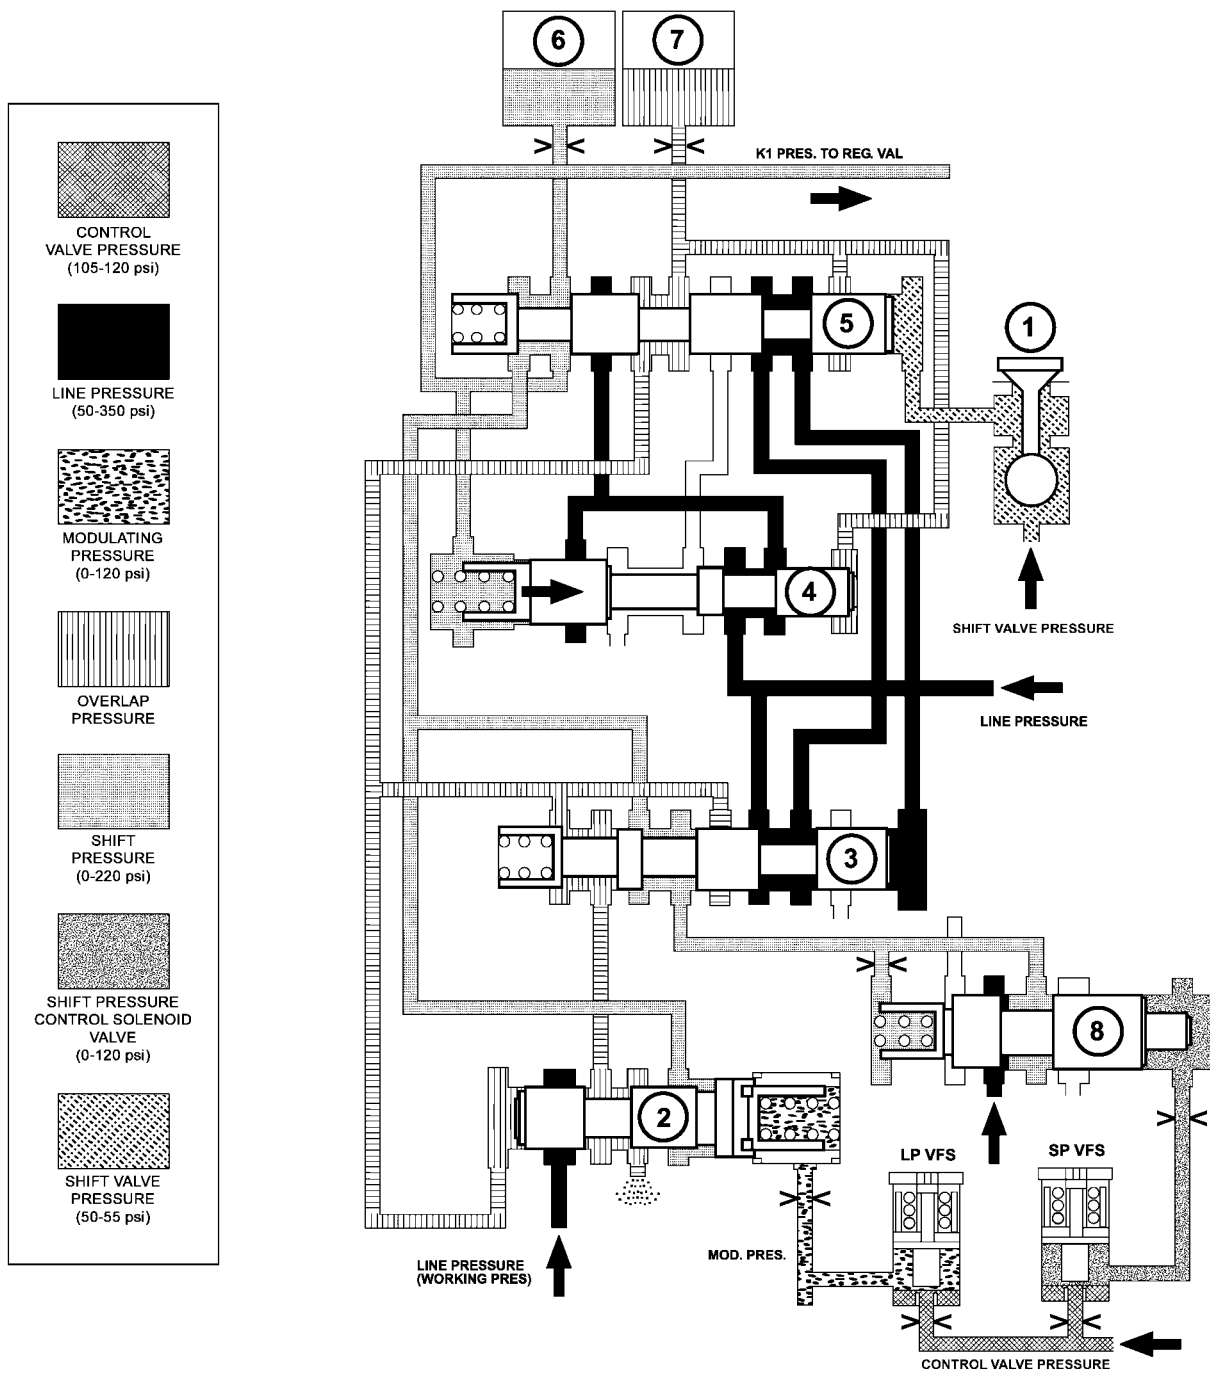 6
7
K1 PRES. TO REG. VAL
CONTROL
VALVE PRESSURE
(105-120 psi)
LINE PRESSURE
(50-350 psi)
MODULATING
PRESSURE
(0-120 psi)
OVERLAP
PRESSURE
SHIFT
PRESSURE
(0-220 psi)
SHIFT PRESSURE
CONTROL SOLENOID
VALVE
(0-120 psi)
SHIFT VALVE
PRESSURE
(50-55 psi)
5
1
4
SHIFT VALVE PRESSURE
LINE PRESSURE
3
8
2
LP VFS
SP VFS
LINE PRESSURE
(WORKING PRES)
MOD. PRES.
CONTROL VALVE PRESSURE